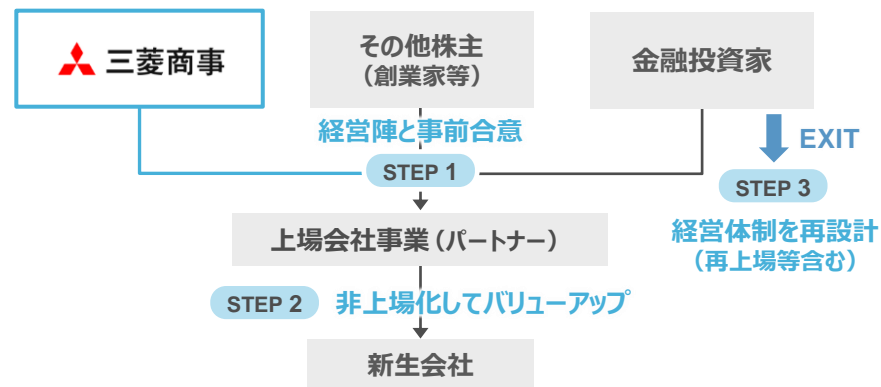 三菱商事
その他株主
（創業家等）
金融投資家
経営陣と事前合意
EXIT
STEP 1
STEP 3
上場会社事業（パートナー）
経営体制を再設計
（再上場等含む）
STEP 2 非上場化してバリューアップ
新生会社